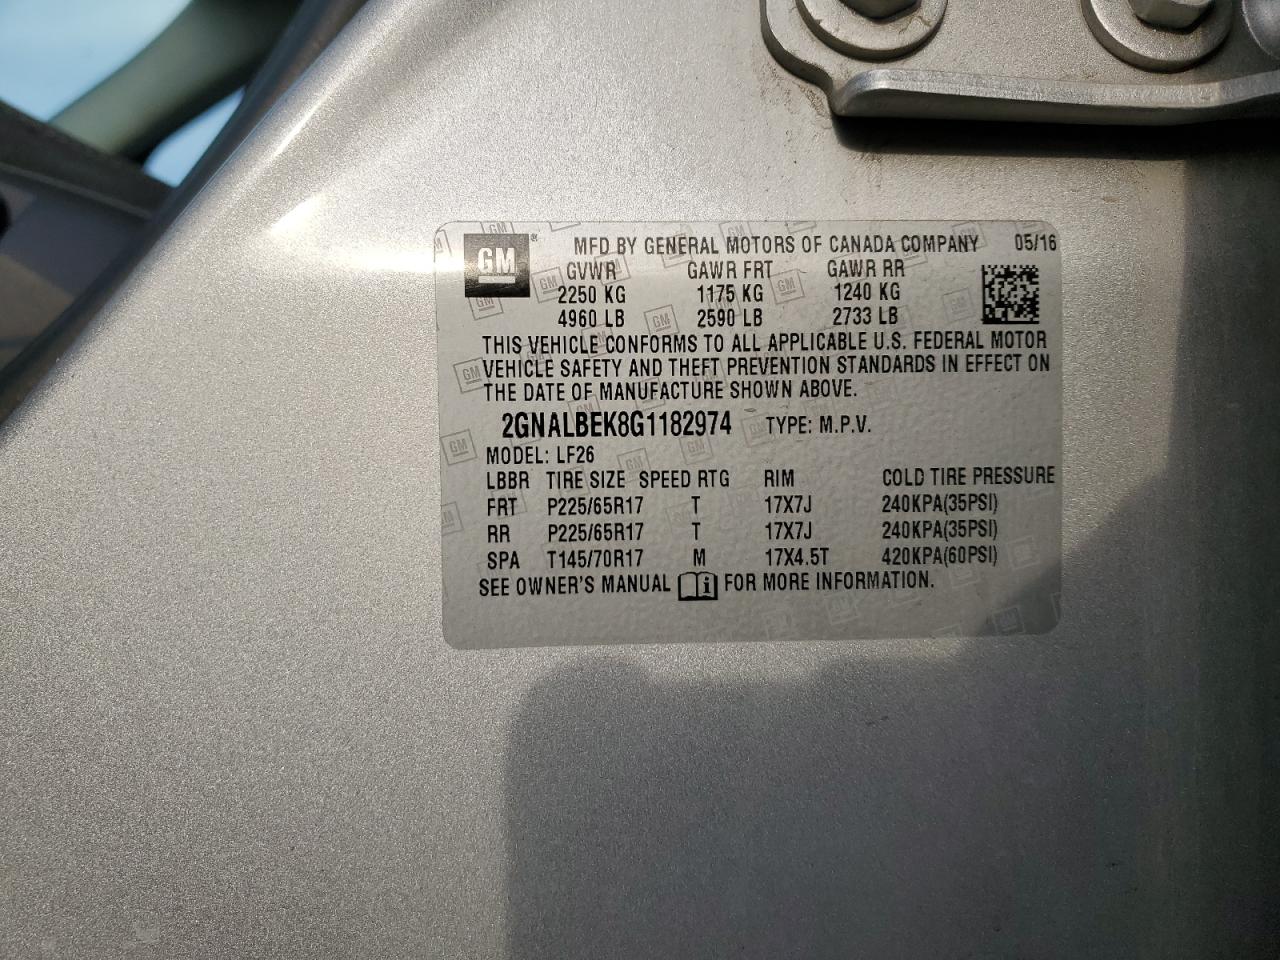 GM ® MFD BY GENERAL MOTORS OF CANADA COMPANY 05/16
GVWR GAWR FRT GAWR RR
2250 KG 1175 KG 1240 KG
4960 LB 2590 LB 2733 LB
THIS VEHICLE CONFORMS TO ALL APPLICABLE U.S. FEDERAL MOTOR
VEHICLE SAFETY AND THEFT PREVENTION STANDARDS IN EFFECT ON
THE DATE OF MANUFACTURE SHOWN ABOVE.
2GNALBEK8G1182974 TYPE: M.P.V.
MODEL: LF26
LBBR TIRE SIZE SPEED RTG RIM COLD TIRE PRESSURE
FRT P225/65R17 T 17X7J 240KPA(35PSI)
RR P225/65R17 T 17X7J 240KPA(35PSI)
SPA T145/70R17 M 17X4.5T 420KPA(60PSI)
SEE OWNER'S MANUAL i FOR MORE INFORMATION.